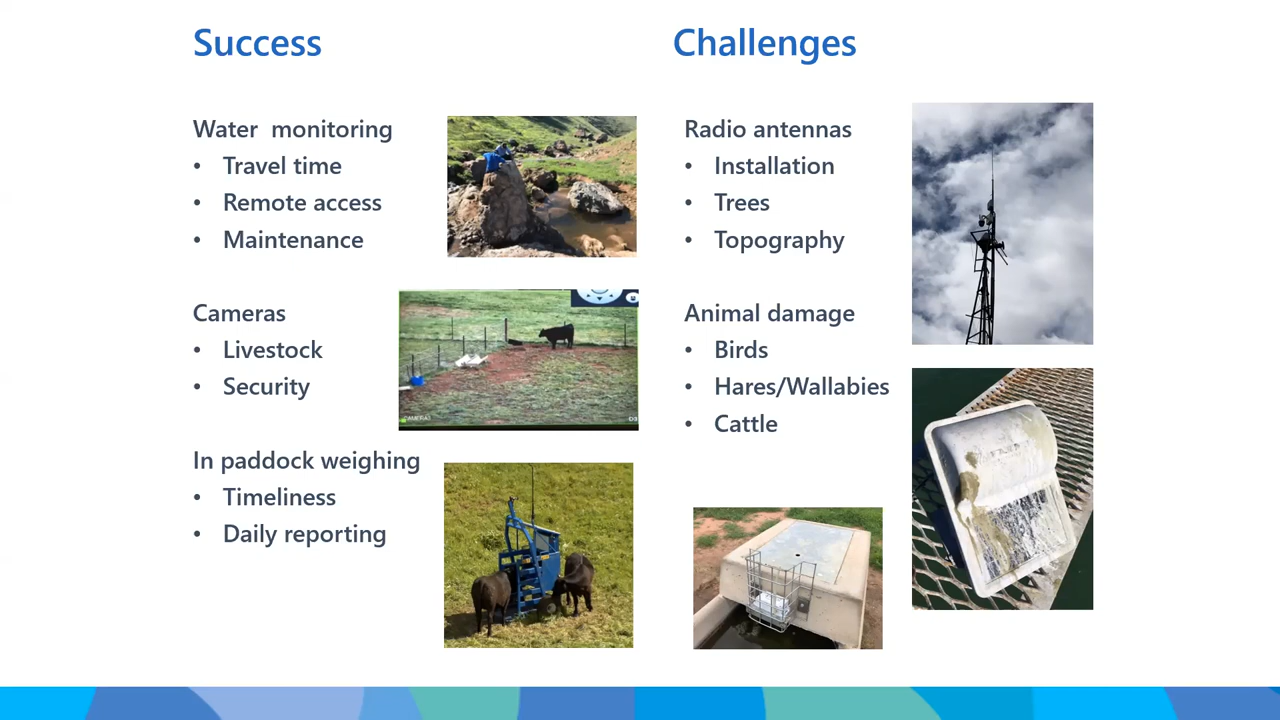 Success
Water  monitoring
• Travel time
• Remote access
• Maintenance
Cameras
• Livestock
• Security
In paddock weighing
• Timeliness
• Daily reporting
Challenges
Radio antennas
• Installation
• Trees
• Topography
Animal damage
• Birds
• Hares/Wallabies
• Cattle